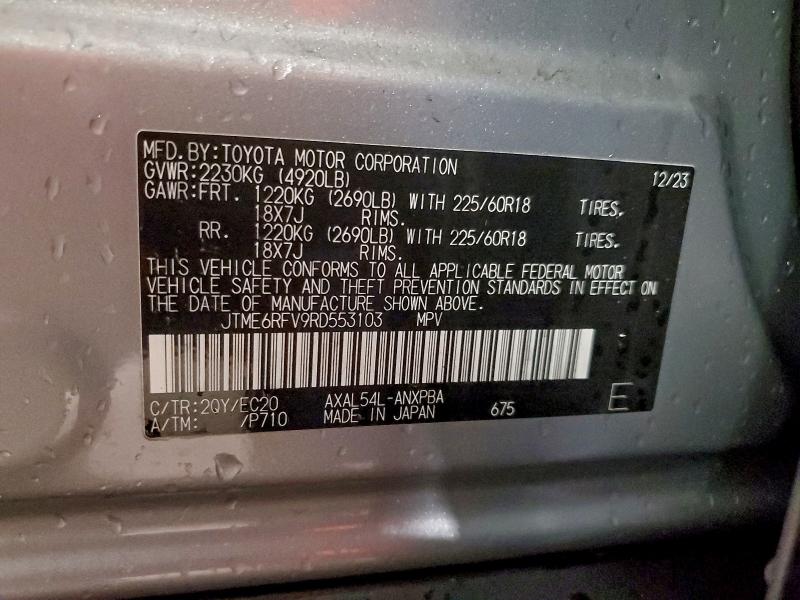 MFD.BY:TOYOTA MOTOR CORPORATION 12/23
GVWR:2230KG (4920LB)
GAWR:FRT. 1220KG (2690LB) WITH 225/60R18 TIRES.
18X7J RIMS.
RR. 1220KG (2690LB) WITH 225/60R18 TIRES.
18X7J RIMS.
THIS VEHICLE CONFORMS TO ALL APPLICABLE FEDERAL MOTOR
VEHICLE SAFETY AND THEFT PREVENTION STANDARDS IN EFFECT ON
THE DATE OF MANUFACTURE SHOWN ABOVE.
JTME6RFV9RD553103 MPV
C/TR:2QY/EC20 AXAL54L-ANXPBA
A/TM: /P710 MADE IN JAPAN 675 E